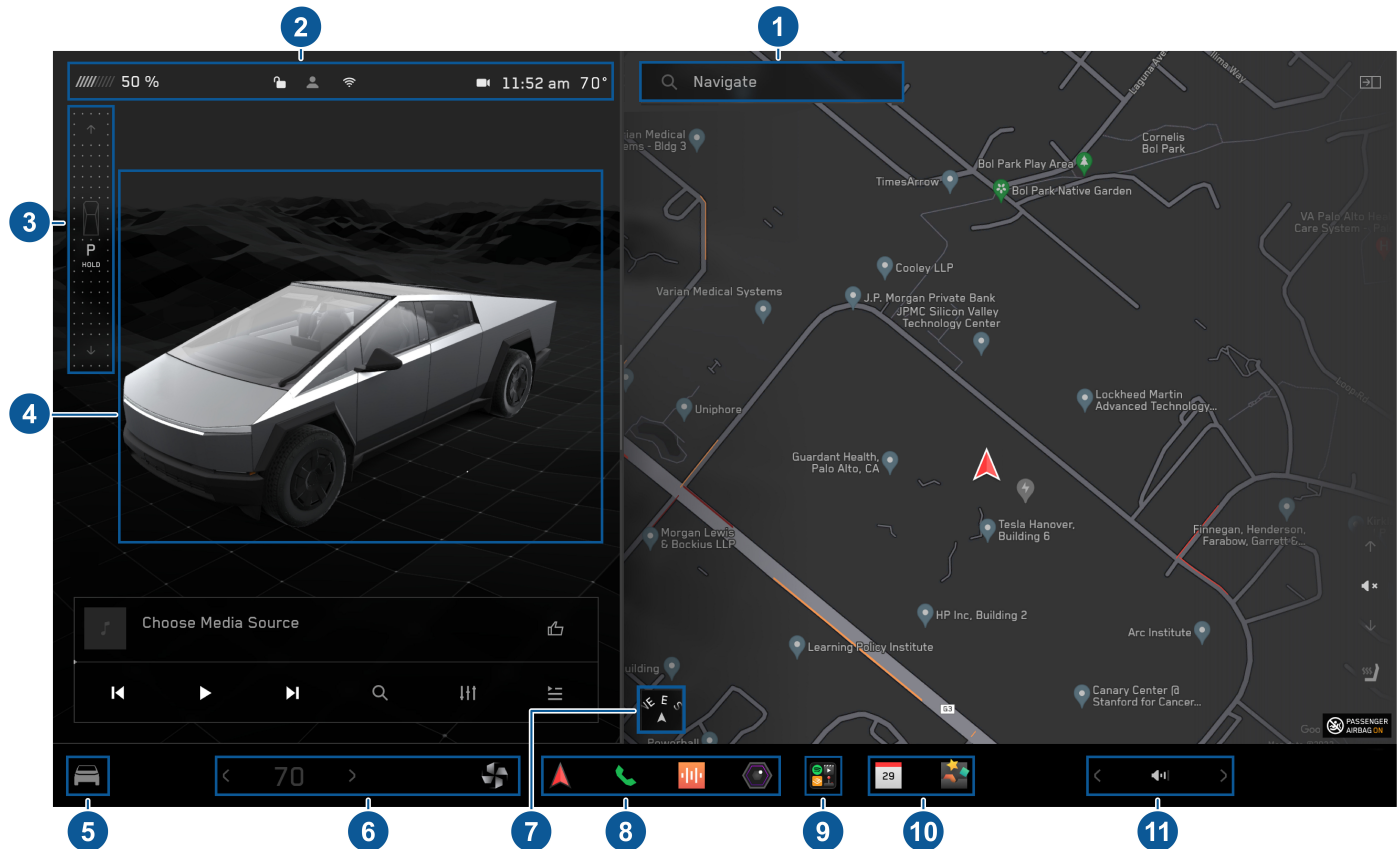 2
1
50 %
11:52 am 70°
Navigate
3
P
HOLD
4
Choose Media Source
Laguna Ave
Cornelis
Bol Park
Bol Park Play Area
TimesArrow
Bol Park Native Garden
Cooley LLP
Varian Medical Systems
J.P. Morgan Private Bank
JPMC Silicon Valley
Technology Center
Lockheed Martin
Advanced Technology...
Uniphore
Guardant Health,
Palo Alto, CA
Tesla Hanover,
Building 6
Morgan Lewis
& Bockius LLP
Finnegan, Henderson,
Farabow, Garrett &...
HP Inc, Building 2
Arc Institute
Learning Policy Institute
Canary Center @
Stanford for Cancer...
G3
NE E S
PASSENGER
AIRBAG ON
70
29
5
6
7
8
9
10
11